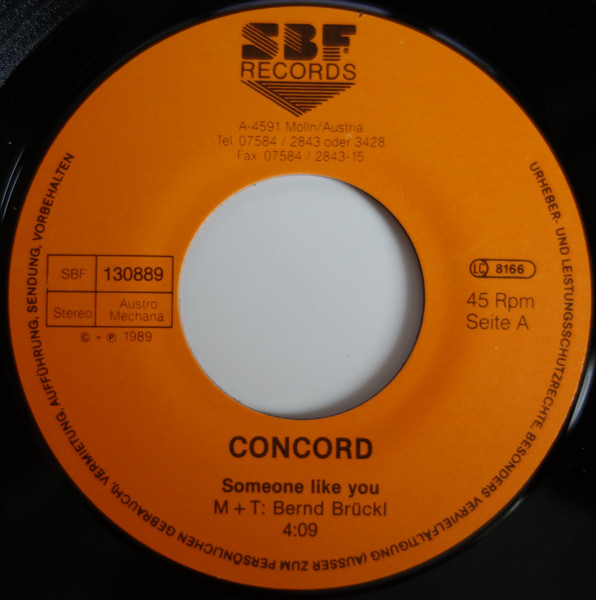 SBF
RECORDS
A-4591 Molln/Austria
Tel. 07584 / 2843 oder 3428
Fax 07584 / 2843-15
SBF 130889
Stereo Austro Mechana
© + ℗ 1989
LC 8166
45 Rpm
Seite A
CONCORD
Someone like you
M + T: Bernd Brückl
4:09
URHEBER- UND LEISTUNGSSCHUTZRECHTE, BESONDERS VERVIELFÄLTIGUNG (AUSSER ZUM PERSÖNLICHEN GEBRAUCH), VERMIETUNG, AUFFÜHRUNG, SENDUNG, VORBEHALTEN